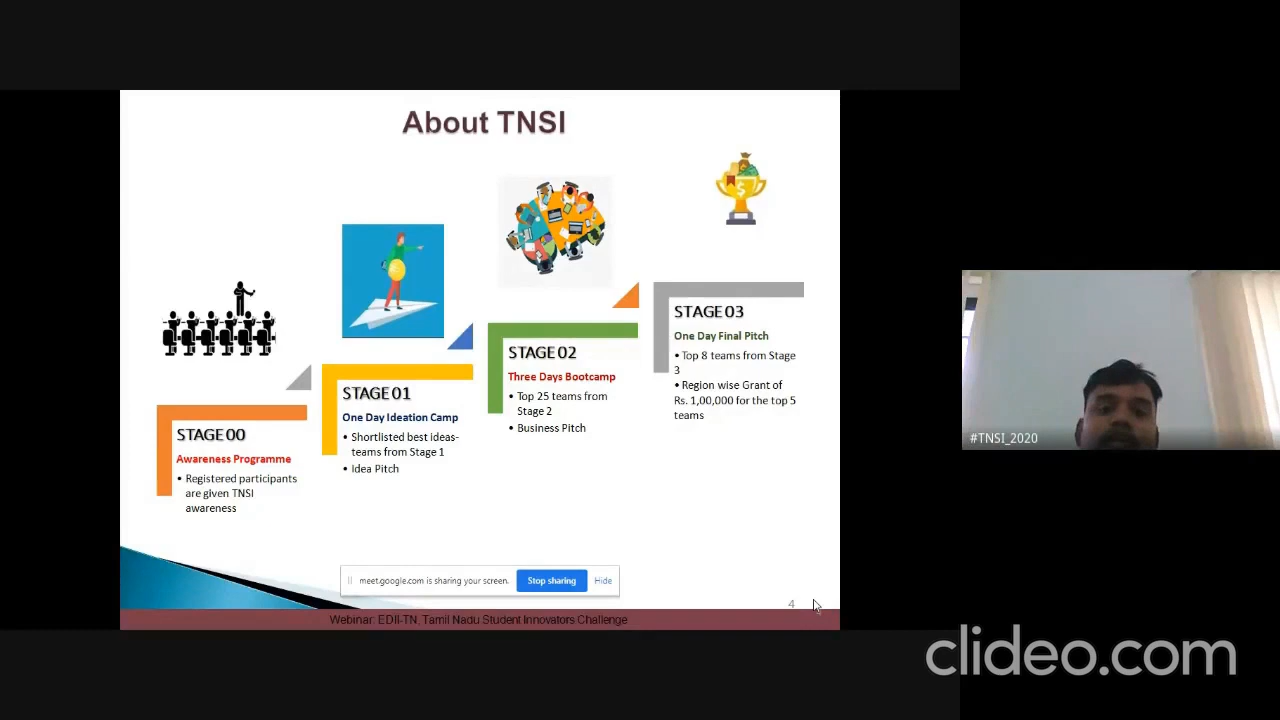 About TNSI
STAGE 00
Awareness Programme
• Registered participants
are given TNSI
awareness
STAGE 01
One Day Ideation Camp
• Shortlisted best ideas-
teams from Stage 1
• Idea Pitch
STAGE 02
Three Days Bootcamp
• Top 25 teams from
Stage 2
• Business Pitch
STAGE 03
One Day Final Pitch
• Top 8 teams from Stage
3
• Region wise Grant of
Rs. 1,00,000 for the top 5
teams
meet.google.com is sharing your screen.
Stop sharing
Hide
4
Webinar: EDII-TN, Tamil Nadu Student Innovators Challenge
#TNSI_2020
clideo.com